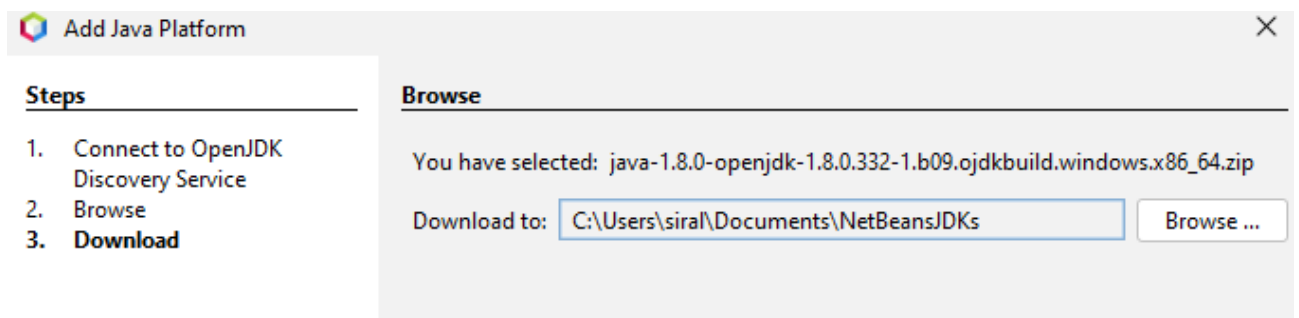 Add Java Platform
Steps
1. Connect to OpenJDK
Discovery Service
2. Browse
3. Download
Browse
You have selected: java-1.8.0-openjdk-1.8.0.332-1.b09.ojdkbuild.windows.x86_64.zip
Download to: C:\Users\siral\Documents\NetBeansJDKs Browse ...